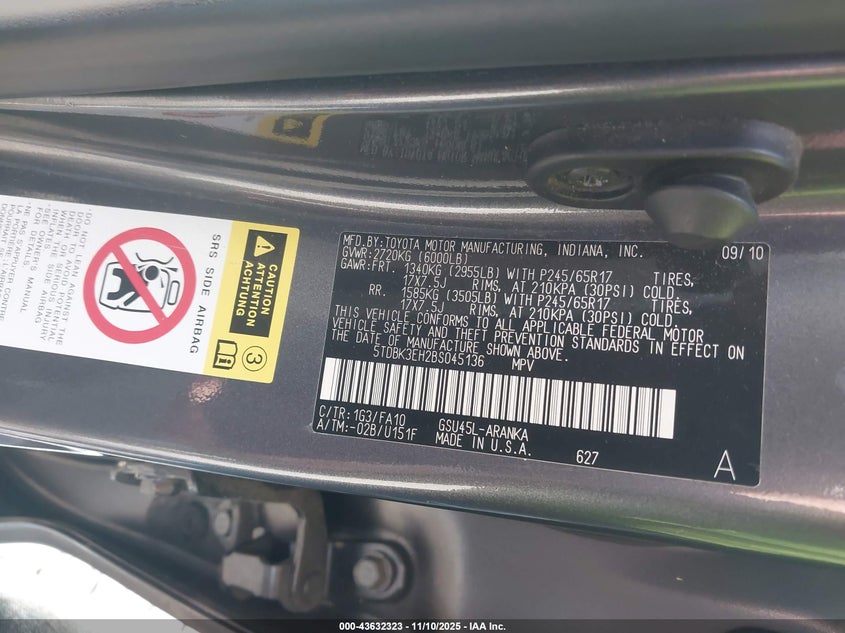 MFD. BY: TOYOTA MOTOR MANUFACTURING, INDIANA, INC. 09/10
GVWR: 2720KG (6000LB)
GAWR: FRT. 1340KG (2955LB) WITH P245/65R17 TIRES,
17X7.5J RIMS, AT 210KPA (30PSI) COLD
RR. 1585KG (3505LB) WITH P245/65R17 TIRES,
17X7.5J RIMS, AT 210KPA (30PSI) COLD,
THIS VEHICLE CONFORMS TO ALL APPLICABLE FEDERAL MOTOR
VEHICLE SAFETY AND THEFT PREVENTION STANDARDS IN EFFECT ON
THE DATE OF MANUFACTURE SHOWN ABOVE.
5TDBK3EH2BS045136 MPV
C/TR: 1G3/FA10 GSU45L-ARANKA
A/TM: -02B/U151F MADE IN U.S.A. 627 A
CAUTION
ATTENTION
ACHTUNG
3
SRS SIDE AIRBAG
DO NOT LEAN AGAINST
000-43632323 — 11/10/2025 — IAA Inc.